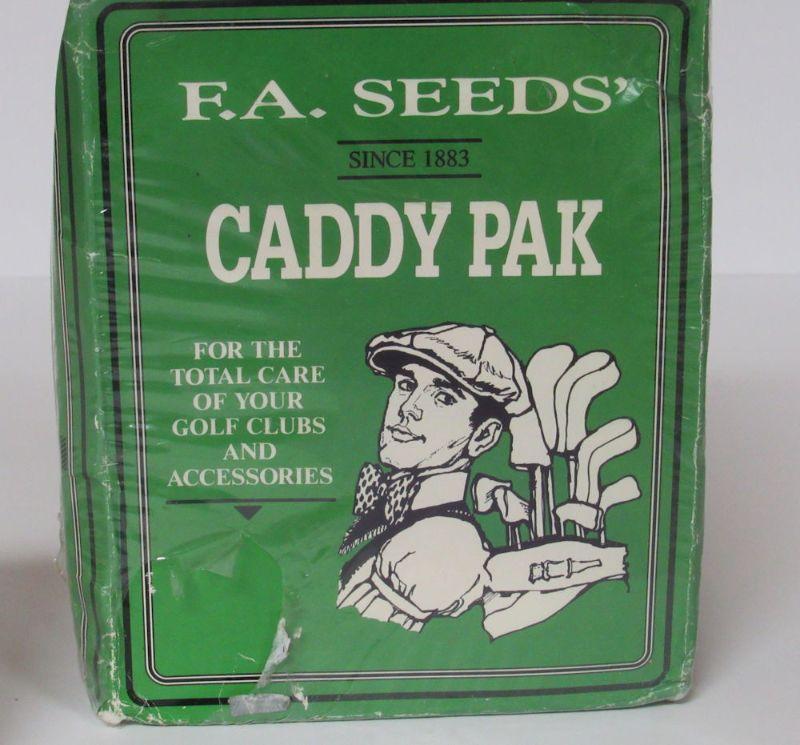 F.A. SEEDS'
SINCE 1883
CADDY PAK
FOR THE
TOTAL CARE
OF YOUR
GOLF CLUBS
AND
ACCESSORIES